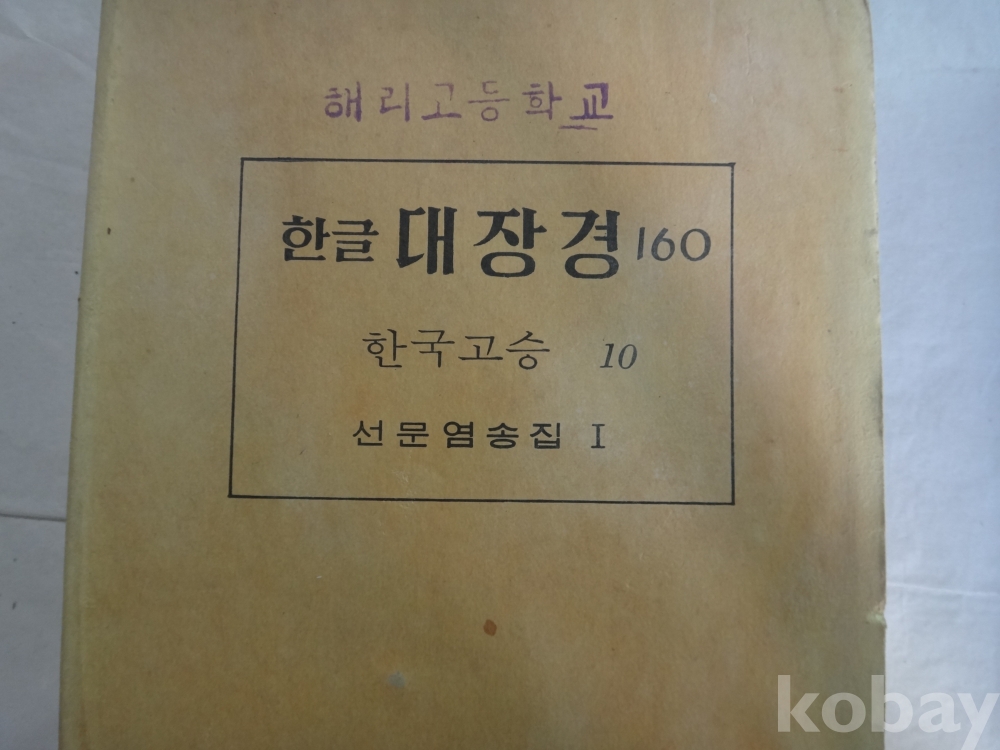 해리고등학교
한글 대장경 160
한국고승 10
선문염송집 I
kobay